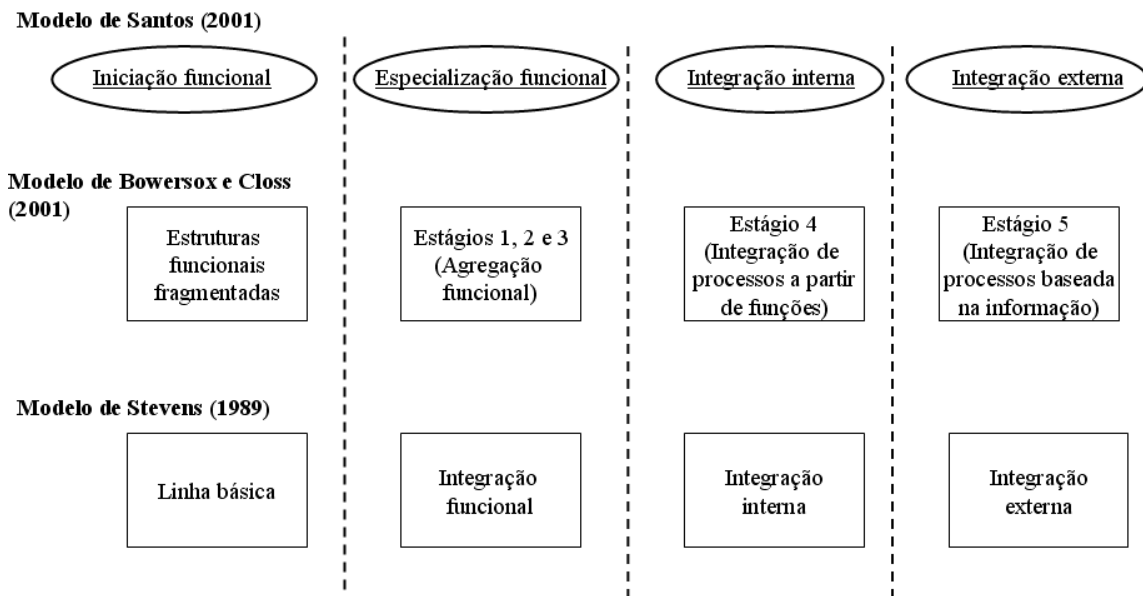 Modelo de Santos (2001)
Iniciação funcional
Especialização funcional
Integração interna
Integração externa
Modelo de Bowersox e Closs
(2001)
Estruturas
funcionais
fragmentadas
Estágios 1, 2 e 3
(Agregação
funcional)
Estágio 4
(Integração de
processos a partir
de funções)
Estágio 5
(Integração de
processos baseada
na informação)
Modelo de Stevens (1989)
Linha básica
Integração
funcional
Integração
interna
Integração
externa